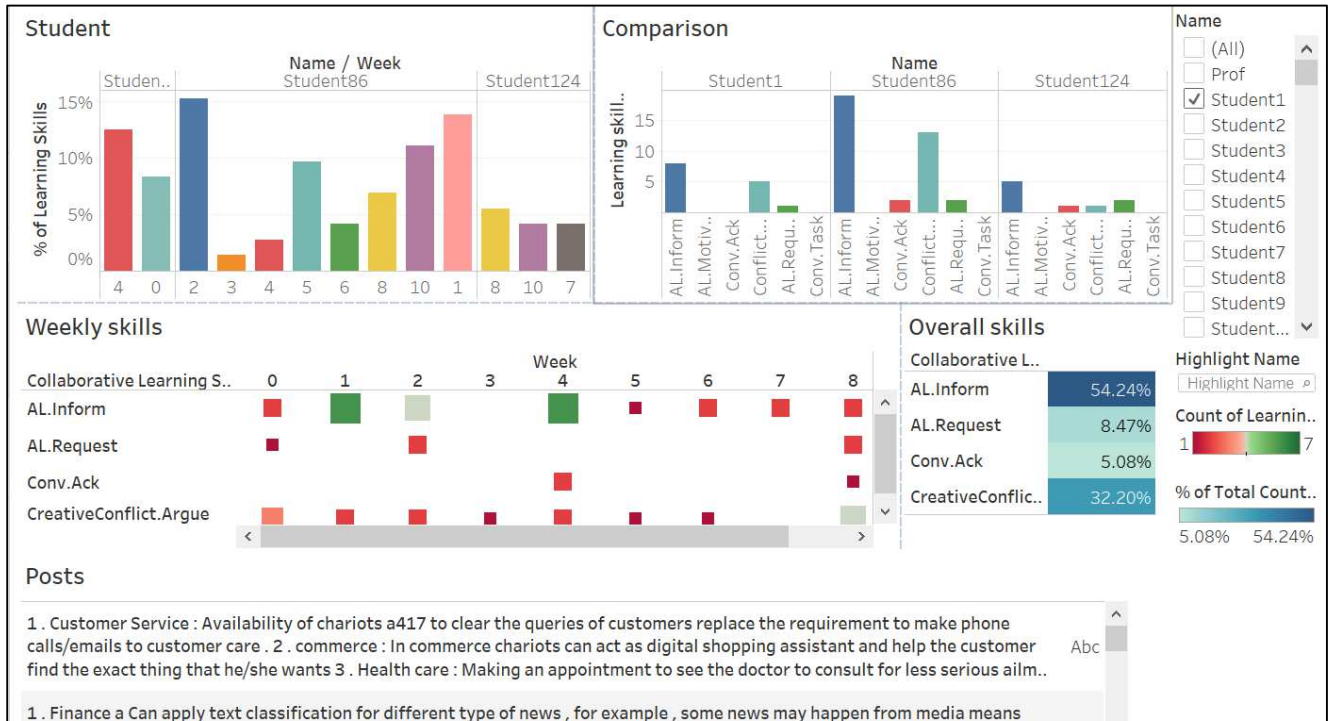 Student
Name / Week
Studen..
Student86
Student124
% of Learning Skills
15%
10%
5%
0%
4 0 2 3 4 5 6 8 10 1 8 10 7
Comparison
Name
Student1
Student86
Student124
Learning skill..
15
10
5
AL.Inform
AL.Motiv..
Conv.Ack
Conflict...
AL.Requ..
Conv.Task
AL.Inform
AL.Motiv..
Conv.Ack
Conflict...
AL.Requ..
Conv.Task
AL.Inform
AL.Motiv..
Conv.Ack
Conflict...
AL.Requ..
Conv.Task
Name
(All)
Prof
Student1
Student2
Student3
Student4
Student5
Student6
Student7
Student8
Student9
Student...
Highlight Name
Highlight Name
Count of Learnin..
1 7
% of Total Count..
5.08% 54.24%
Weekly skills
Week
Collaborative Learning S.. 0 1 2 3 4 5 6 7 8
AL.Inform
AL.Request
Conv.Ack
CreativeConflict.Argue
Overall skills
Collaborative L..
AL.Inform 54.24%
AL.Request 8.47%
Conv.Ack 5.08%
CreativeConflic.. 32.20%
Posts
1 . Customer Service : Availability of chariots a417 to clear the queries of customers replace the requirement to make phone
calls/emails to customer care . 2 . commerce : In commerce chariots can act as digital shopping assistant and help the customer
find the exact thing that he/she wants 3 . Health care : Making an appointment to see the doctor to consult for less serious ailm..
Abc
1 . Finance a Can apply text classification for different type of news , for example , some news may happen from media means